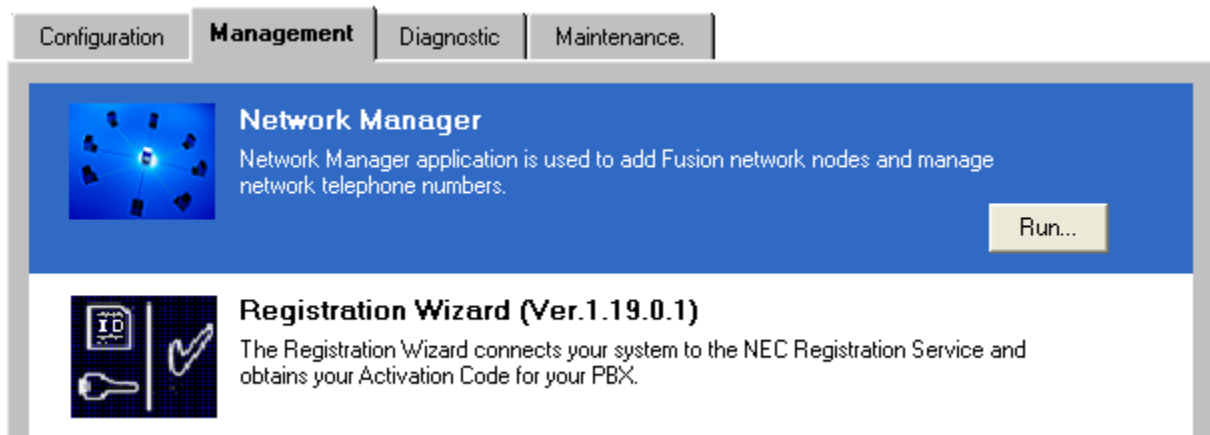 Configuration Management Diagnostic Maintenance.
Network Manager
Network Manager application is used to add Fusion network nodes and manage
network telephone numbers.
Run...
ID
Registration Wizard (Ver.1.19.0.1)
The Registration Wizard connects your system to the NEC Registration Service and
obtains your Activation Code for your PBX.